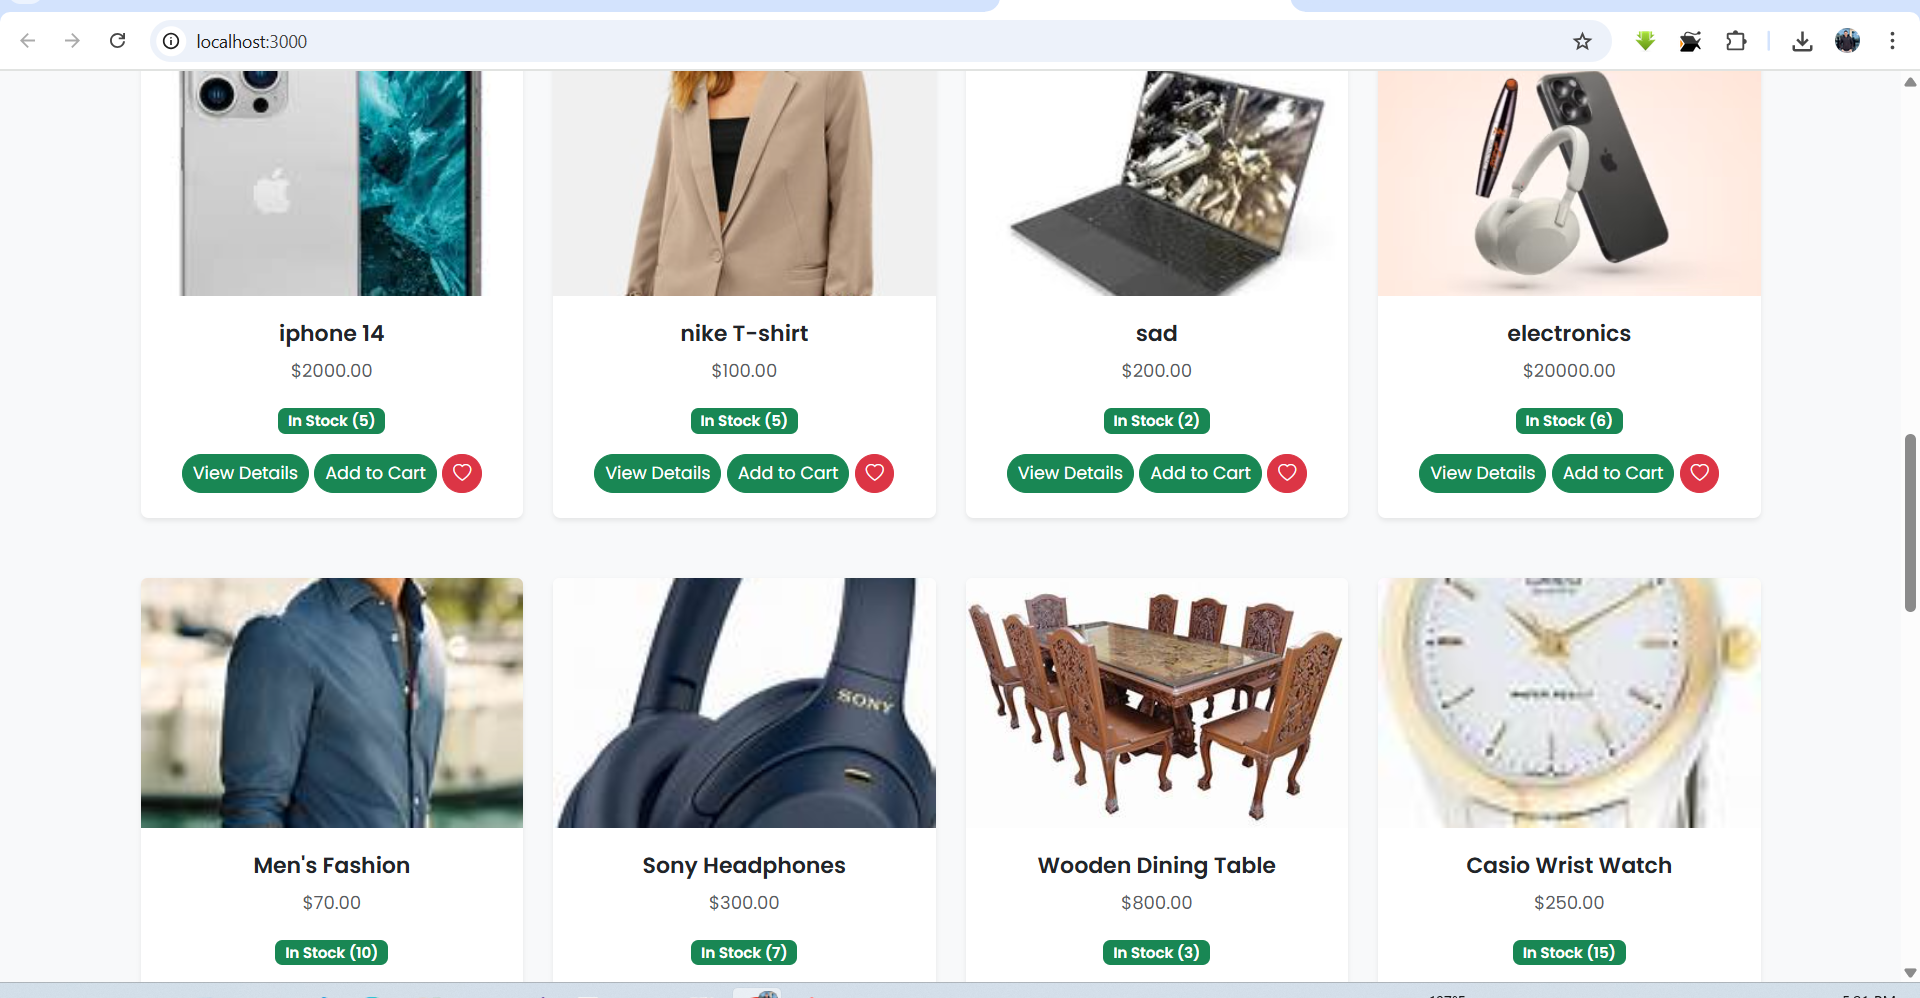 localhost:3000
iphone 14
$2000.00
In Stock (5)
View Details Add to Cart
nike T-shirt
$100.00
In Stock (5)
View Details Add to Cart
sad
$200.00
In Stock (2)
View Details Add to Cart
electronics
$20000.00
In Stock (6)
View Details Add to Cart
Men's Fashion
$70.00
In Stock (10)
SONY
Sony Headphones
$300.00
In Stock (7)
Wooden Dining Table
$800.00
In Stock (3)
Casio Wrist Watch
$250.00
In Stock (15)